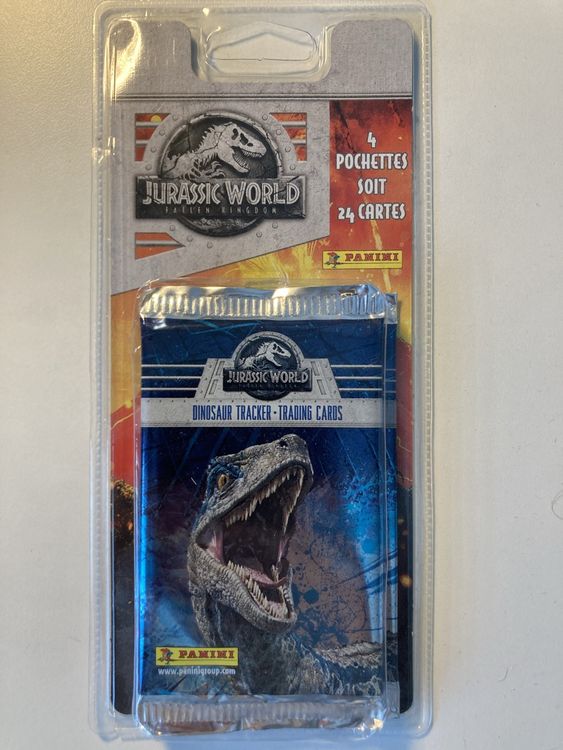 JURASSIC WORLD
FALLEN KINGDOM
4
POCHETTES
SOIT
24 CARTES
PANINI
JURASSIC WORLD
FALLEN KINGDOM
DINOSAUR TRACKER • TRADING CARDS
PANINI
www.paninigroup.com